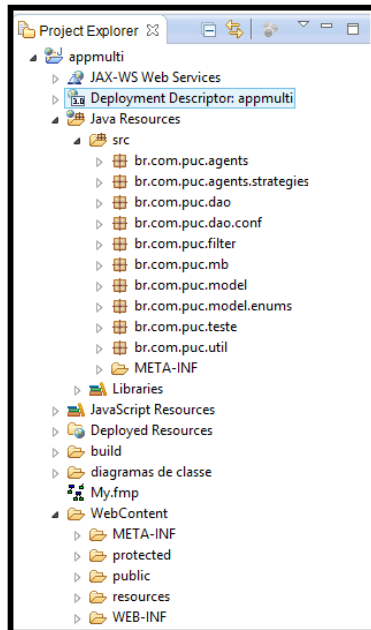 Project Explorer
appmulti
JAX-WS Web Services
3.0 Deployment Descriptor: appmulti
Java Resources
src
br.com.puc.agents
br.com.puc.agents.strategies
br.com.puc.dao
br.com.puc.dao.conf
br.com.puc.filter
br.com.puc.mb
br.com.puc.model
br.com.puc.model.enums
br.com.puc.teste
br.com.puc.util
META-INF
Libraries
JavaScript Resources
Deployed Resources
build
diagramas de classe
My.fmp
WebContent
META-INF
protected
public
resources
WEB-INF